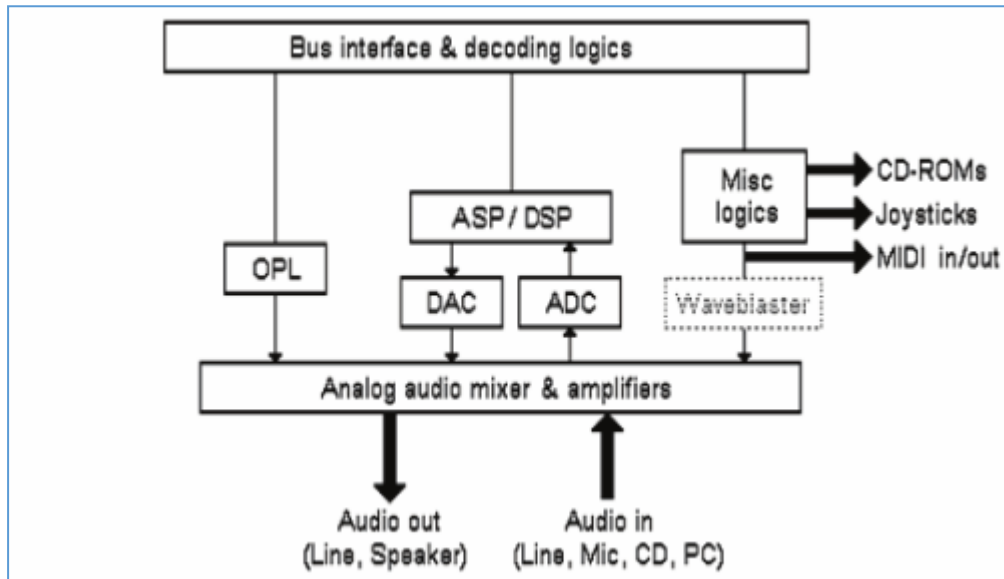 Bus interface & decoding logics
Misc
logics
CD-ROMs
Joysticks
MIDI in/out
ASP / DSP
OPL
DAC
ADC
Waveblaster
Analog audio mixer & amplifiers
Audio out
(Line, Speaker)
Audio in
(Line, Mic, CD, PC)